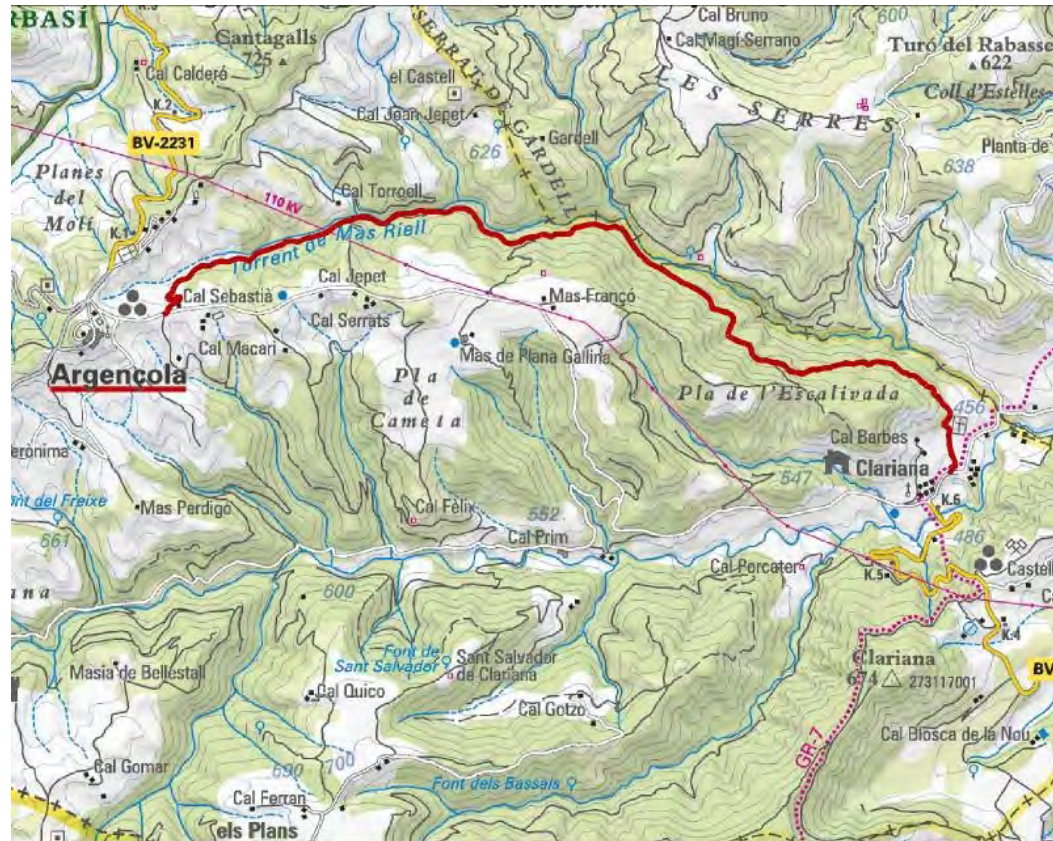 RBASÍ
K.3
Cantagalls
725
Cal Calderó
K.2
BV-2231
Planes
del
Molí
K.1
SERRAL DE GARDELL
el Castell
Cal Joan Jepet
626
Gardell
Cal Bruno
Cal Magí Serrano
600
Turó del Rabasse
622
Coll d'Estelles
LES SERRES
Planta de
638
Cal Torroell
110 kV
Torrent de Mas Riell
Cal Sebastià
Cal Jepet
Cal Serrats
Cal Macari
Mas Françó
Mas de Plana Gallina
Argençola
Pla
de
Cameta
Pla de l'Escalivada
456
Cal Barbes
Clariana
547
K.6
486
erònima
nt del Freixe
Mas Perdigó
661
ana
Cal Fèlix
552
Cal Prim
Cal Porcater
K.5
Castell
C
K.4
600
Masia de Bellestall
Font de
Sant Salvador
Sant Salvador
de Clariana
Cal Quico
Cal Gotzo
Clariana
674
273117001
BV
GR-7
Cal Biosca de la Nou
Cal Gomar
690
700
Font dels Bassals
Cal Ferran
els Plans